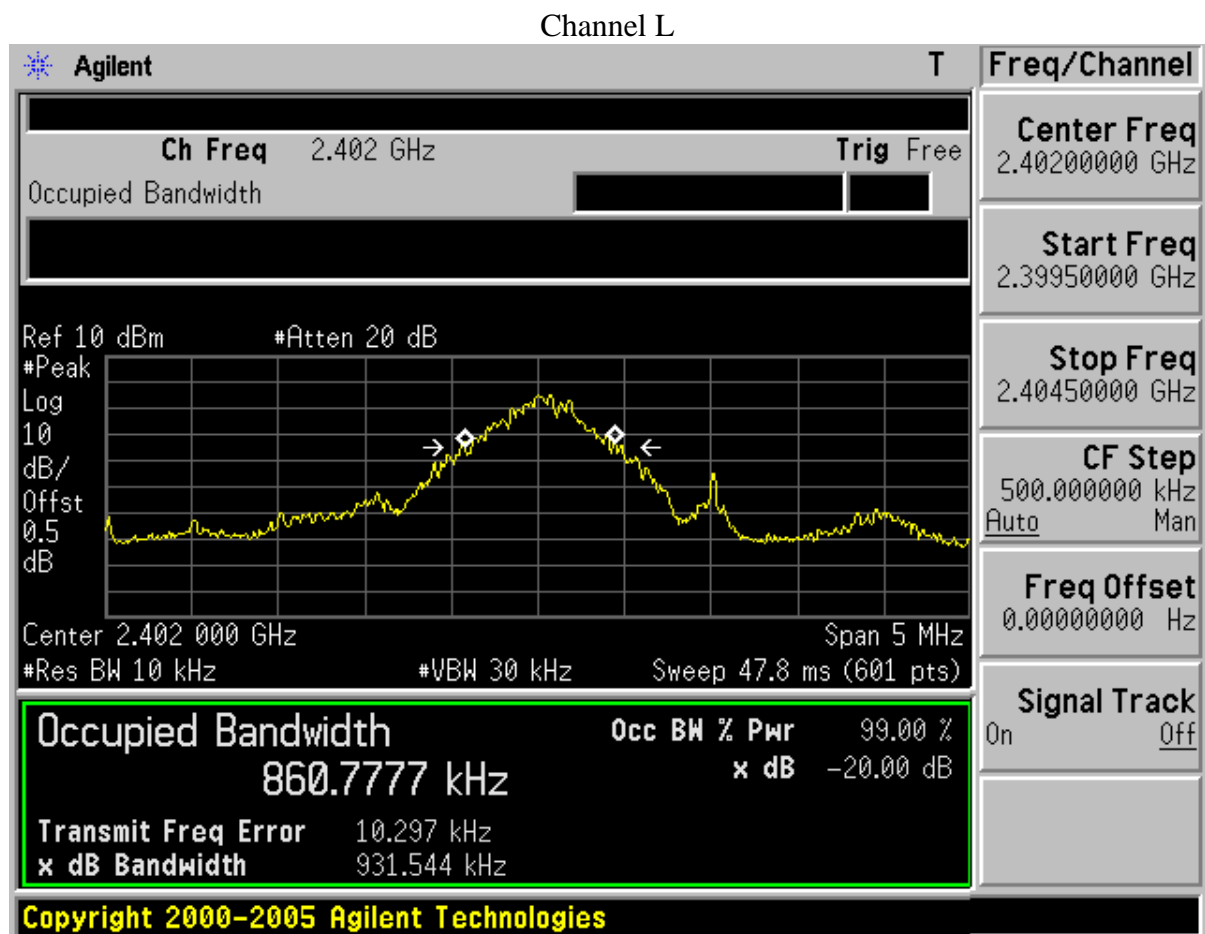 Channel L
Agilent T Freq/Channel
Ch Freq 2.402 GHz Trig Free
Occupied Bandwidth
Center Freq
2.40200000 GHz
Start Freq
2.39950000 GHz
Stop Freq
2.40450000 GHz
CF Step
500.000000 kHz
Auto Man
Freq Offset
0.00000000 Hz
Signal Track
On Off
Ref 10 dBm #Atten 20 dB
#Peak
Log
10
dB/
Offst
0.5
dB
Center 2.402 000 GHz Span 5 MHz
#Res BW 10 kHz #VBW 30 kHz Sweep 47.8 ms (601 pts)
Occupied Bandwidth Occ BW % Pwr 99.00 %
860.7777 kHz x dB -20.00 dB
Transmit Freq Error 10.297 kHz
x dB Bandwidth 931.544 kHz
Copyright 2000-2005 Agilent Technologies